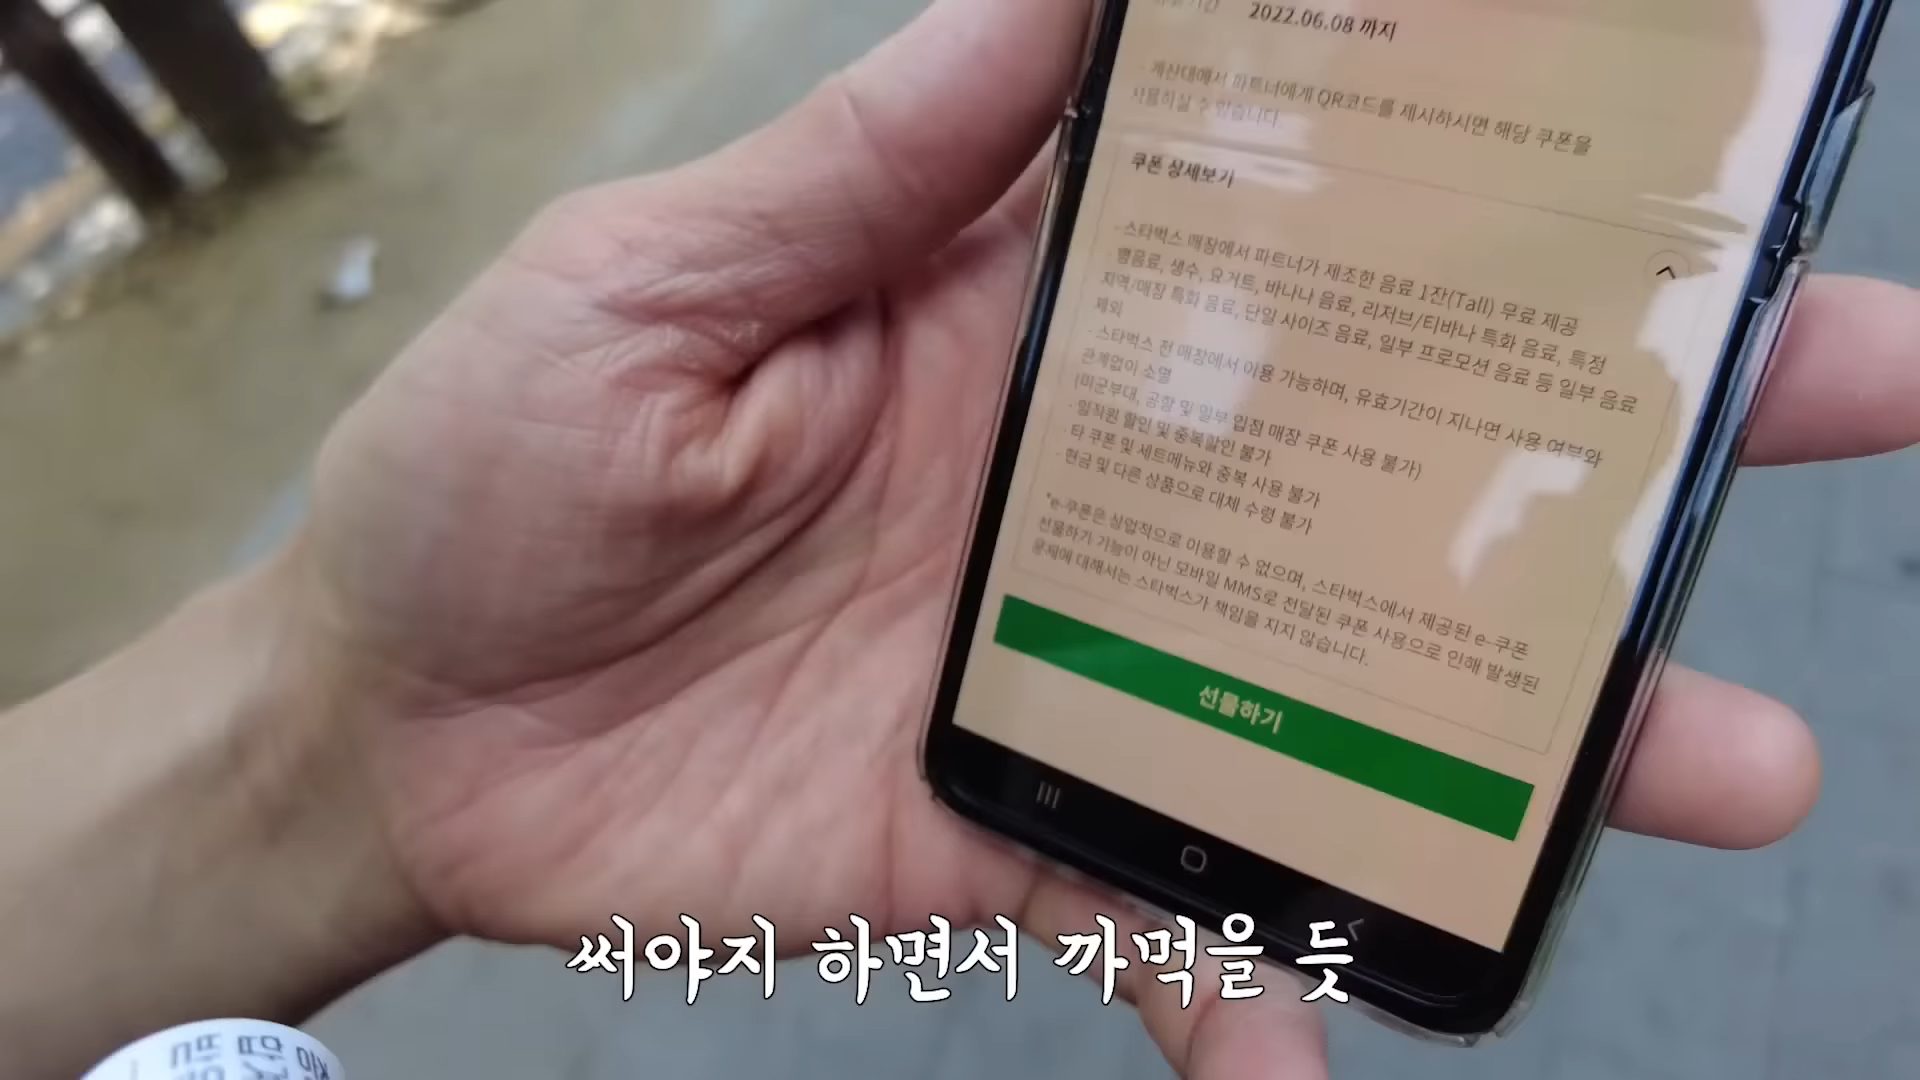 2022.06.08 까지
· 계산대에서 파트너에게 QR코드를 제시하시면 해당 쿠폰을
사용하실 수 있습니다.
쿠폰 상세보기
- 스타벅스 매장에서 파트너가 제조한 음료 1잔(Tall) 무료 제공
- 병음료, 생수, 요거트, 바나나 음료, 리저브/티바나 특화 음료, 특정
지역/매장 특화 음료, 단일 사이즈 음료, 일부 프로모션 음료 등 일부 음료
제외
- 스타벅스 전 매장에서 이용 가능하며, 유효기간이 지나면 사용 여부와
관계없이 소멸
(미군부대, 공항 및 일부 입점 매장 쿠폰 사용 불가)
- 임직원 할인 및 중복할인 불가
- 타 쿠폰 및 세트메뉴와 중복 사용 불가
- 현금 및 다른 상품으로 대체 수령 불가
*e-쿠폰은 상업적으로 이용할 수 없으며, 스타벅스에서 제공된 e-쿠폰
선물하기 기능이 아닌 모바일 MMS로 전달된 쿠폰 사용으로 인해 발생된
문제에 대해서는 스타벅스가 책임을 지지 않습니다.
선물하기
써야지 하면서 까먹을 듯